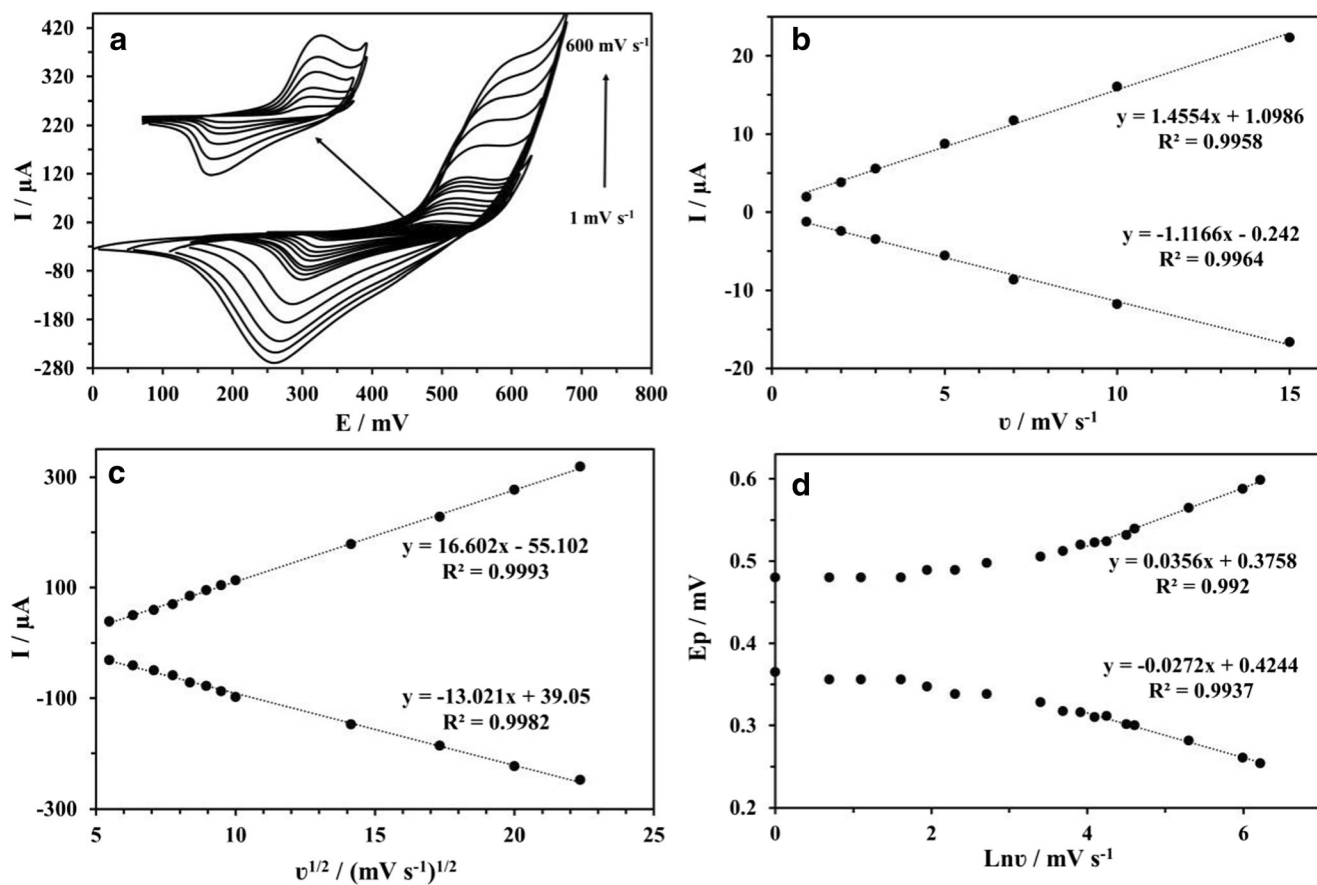 a
I / µA
420
320
220
120
20
-80
-180
-280
600 mV s-1
1 mV s-1
0 100 200 300 400 500 600 700 800
E / mV
b
I / µA
20
10
0
-10
-20
y = 1.4554x + 1.0986
R² = 0.9958
y = -1.1166x - 0.242
R² = 0.9964
0 5 10 15
υ / mV s-1
c
I / µA
300
100
-100
-300
y = 16.602x - 55.102
R² = 0.9993
y = -13.021x + 39.05
R² = 0.9982
5 10 15 20 25
υ1/2 / (mV s-1)1/2
d
Ep / mV
0.6
0.5
0.4
0.3
0.2
y = 0.0356x + 0.3758
R² = 0.992
y = -0.0272x + 0.4244
R² = 0.9937
0 2 4 6
Lnυ / mV s-1